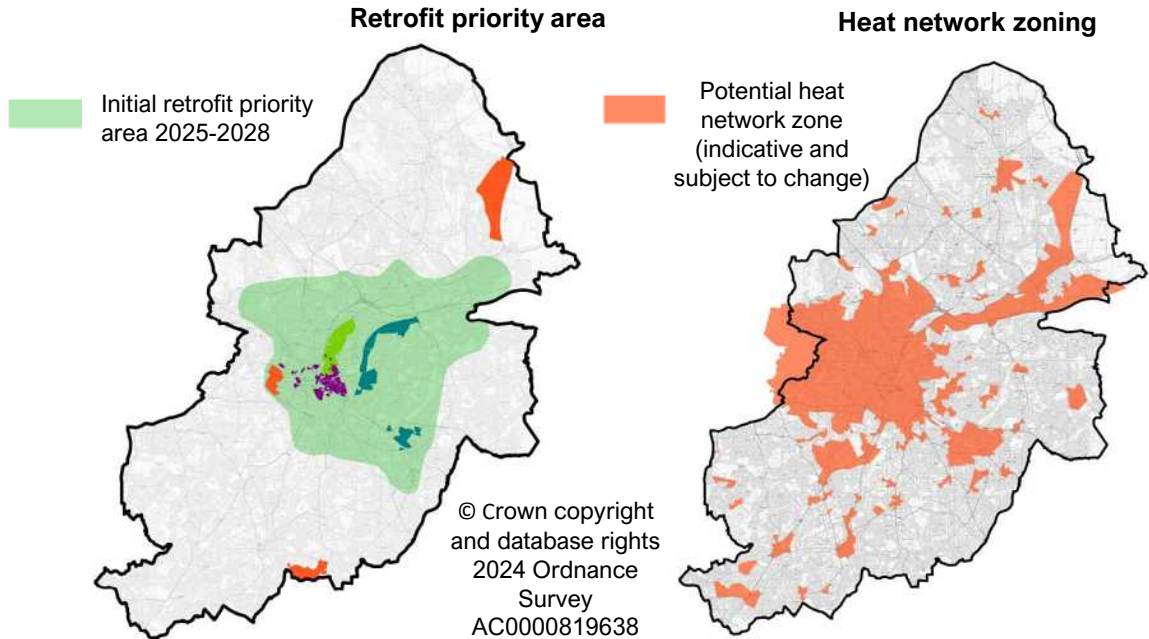 Retrofit priority area
Initial retrofit priority
area 2025-2028
Heat network zoning
Potential heat
network zone
(indicative and
subject to change)
© Crown copyright
and database rights
2024 Ordnance
Survey
AC0000819638